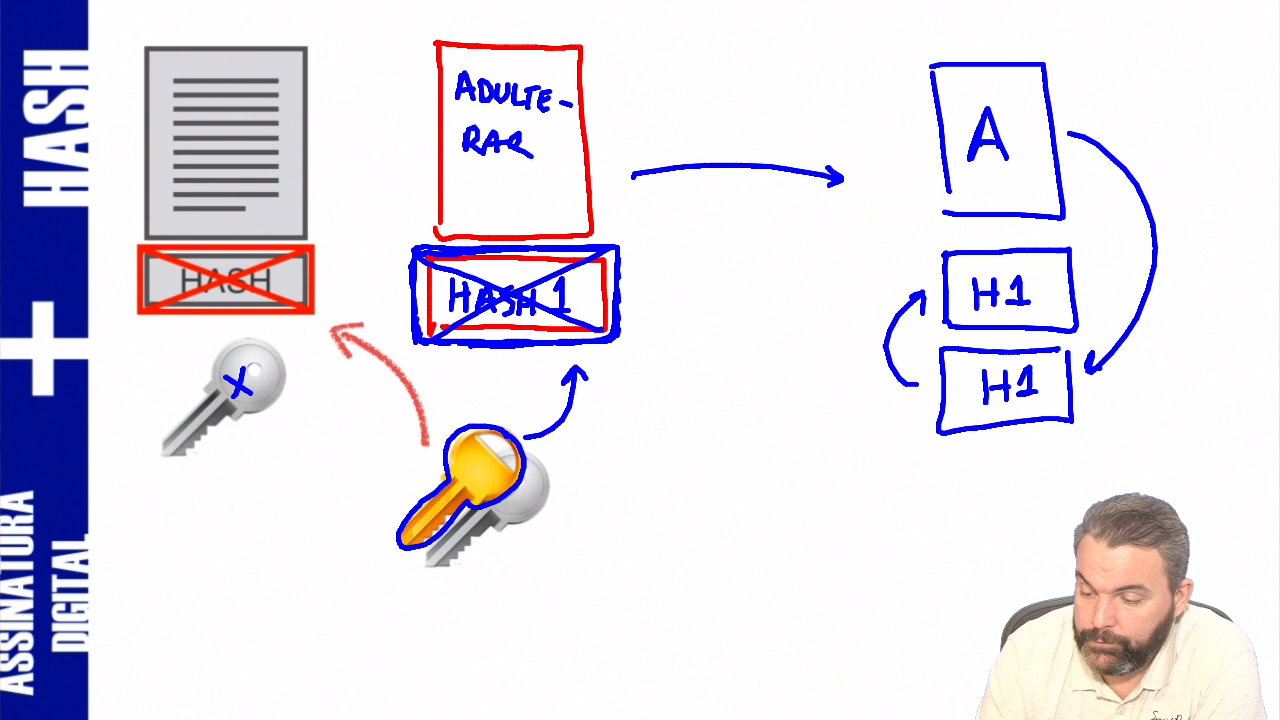 ASSINATURA
DIGITAL
+
HASH
HASH
X
ADULTE-
RAR
HASH 1
A
H1
H1